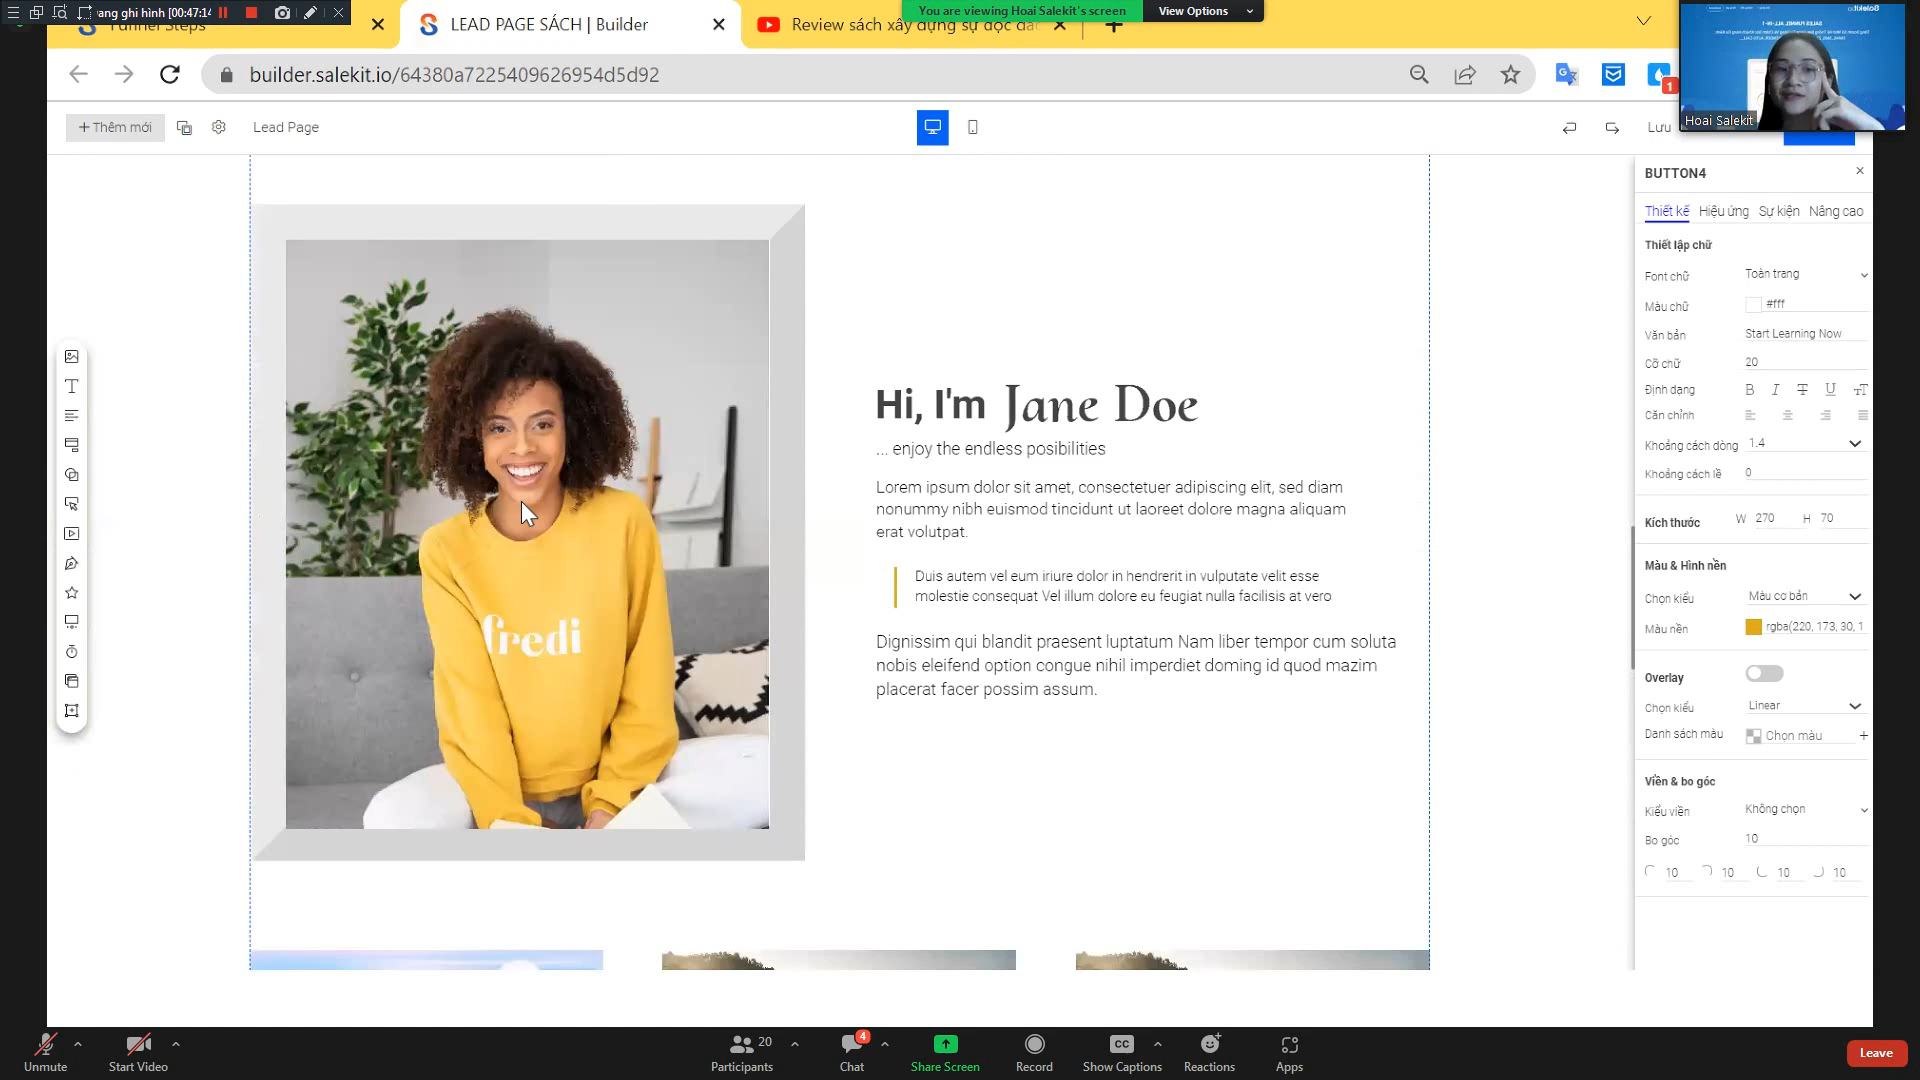 ang ghi hình [00:47:14
You are viewing Hoai Salekit's screen
View Options
Funnel Steps
LEAD PAGE SÁCH | Builder
Review sách xây dựng sự độc đá
builder.salekit.io/64380a7225409626954d5d92
1
Hoai Salekit
+ Thêm mới
Lead Page
Lưu
BUTTON4
Thiết kế
Hiệu ứng
Sự kiện
Nâng cao
Thiết lập chữ
Font chữ
Toàn trang
Màu chữ
#fff
Văn bản
Start Learning Now
Cỡ chữ
20
Định dạng
B I T U tT
Căn chỉnh
Khoảng cách dòng
1.4
Khoảng cách lề
0
Kích thước
W 270 H 70
Màu & Hình nền
Chọn kiểu
Màu cơ bản
Màu nền
rgba(220, 173, 30, 1
Overlay
Chọn kiểu
Linear
Danh sách màu
Chọn màu +
Viền & bo góc
Kiểu viền
Không chọn
Bo góc
10
10 10 10 10
fredi
Hi, I'm Jane Doe
... enjoy the endless posibilities
Lorem ipsum dolor sit amet, consectetuer adipiscing elit, sed diam
nonummy nibh euismod tincidunt ut laoreet dolore magna aliquam
erat volutpat.
Duis autem vel eum iriure dolor in hendrerit in vulputate velit esse
molestie consequat Vel illum dolore eu feugiat nulla facilisis at vero
Dignissim qui blandit praesent luptatum Nam liber tempor cum soluta
nobis eleifend option congue nihil imperdiet doming id quod mazim
placerat facer possim assum.
Unmute
Start Video
20
Participants
4
Chat
Share Screen
Record
CC
Show Captions
Reactions
Apps
Leave